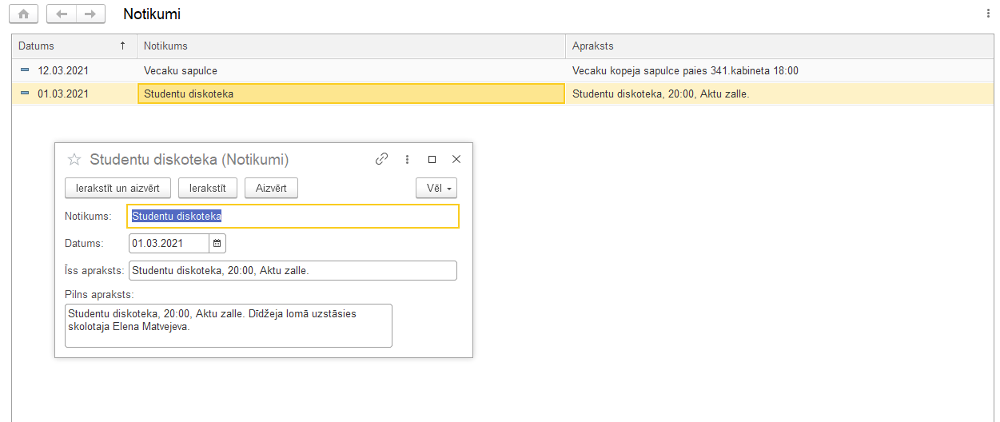 Notikumi
Datums ↑ Notikums Apraksts
12.03.2021 Vecaku sapulce Vecaku kopeja sapulce paies 341.kabineta 18:00
01.03.2021 Studentu diskoteka Studentu diskoteka, 20:00, Aktu zalle.
Studentu diskoteka (Notikumi)
Ierakstīt un aizvērt Ierakstīt Aizvērt Vēl
Notikums: Studentu diskoteka
Datums: 01.03.2021
Īss apraksts: Studentu diskoteka, 20:00, Aktu zalle.
Pilns apraksts:
Studentu diskoteka, 20:00, Aktu zalle. Dīdžeja lomā uzstāsies
skolotaja Elena Matvejeva.